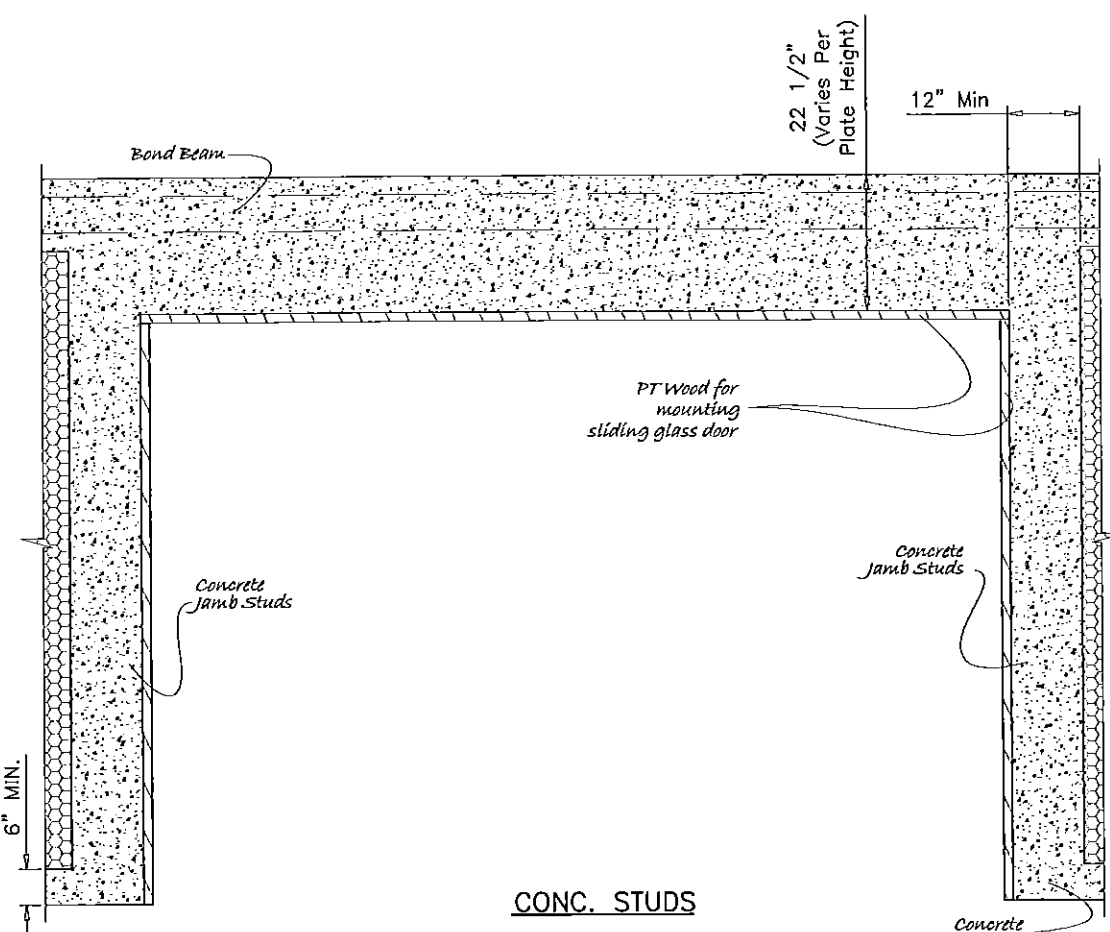 22 1/2"
(Varies Per
Plate Height)
12" Min
Bond Beam
PT Wood for
mounting
sliding glass door
Concrete
Jamb Studs
Concrete
Jamb Studs
6" MIN.
CONC. STUDS
Concrete